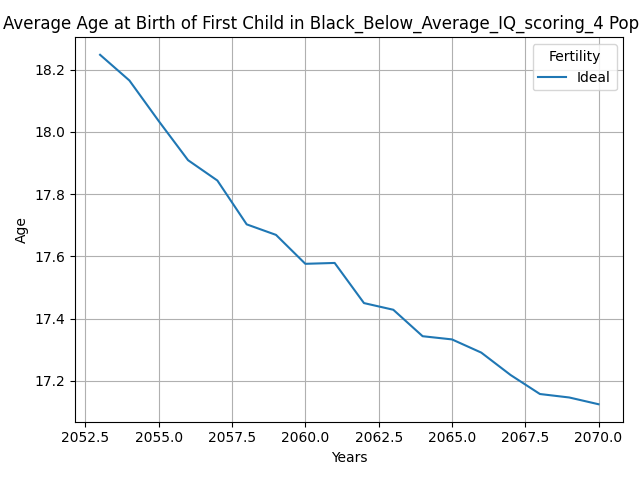 Average Age at Birth of First Child in Black_Below_Average_IQ_scoring_4 Pop
Fertility
Ideal
18.2
18.0
17.8
17.6
17.4
17.2
Age
2052.5 2055.0 2057.5 2060.0 2062.5 2065.0 2067.5 2070.0
Years